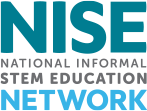 NISE
NATIONAL INFORMAL
STEM EDUCATION
NETWORK